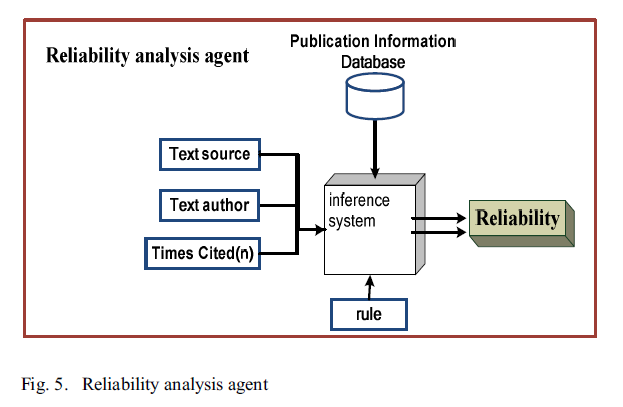 Reliability analysis agent
Publication Information
Database
Text source
Text author
Times Cited(n)
inference
system
Reliability
rule
Fig. 5. Reliability analysis agent